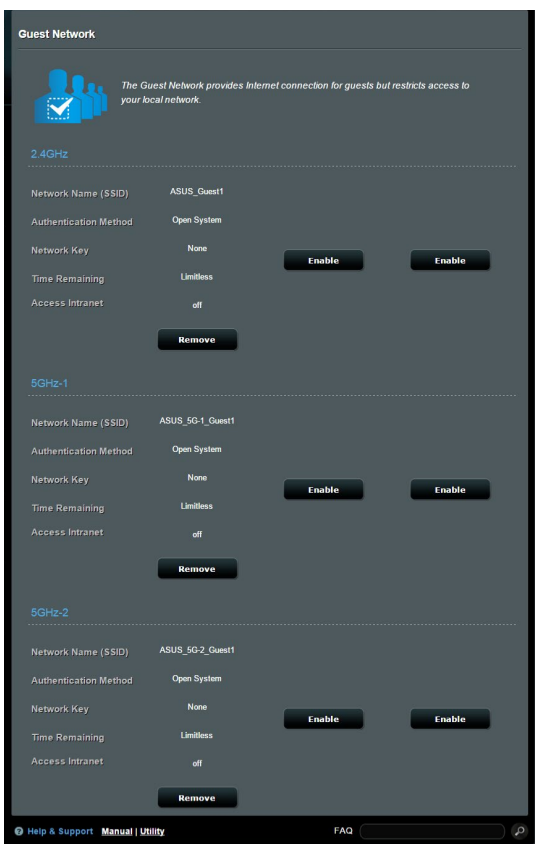 Guest Network
The Guest Network provides Internet connection for guests but restricts access to
your local network.
2.4GHz
Network Name (SSID) ASUS_Guest1
Authentication Method Open System
Network Key None
Enable Enable
Time Remaining Limitless
Access Intranet off
Remove
5GHz-1
Network Name (SSID) ASUS_5G-1_Guest1
Authentication Method Open System
Network Key None
Enable Enable
Time Remaining Limitless
Access Intranet off
Remove
5GHz-2
Network Name (SSID) ASUS_5G-2_Guest1
Authentication Method Open System
Network Key None
Enable Enable
Time Remaining Limitless
Access Intranet off
Remove
? Help & Support Manual | Utility FAQ